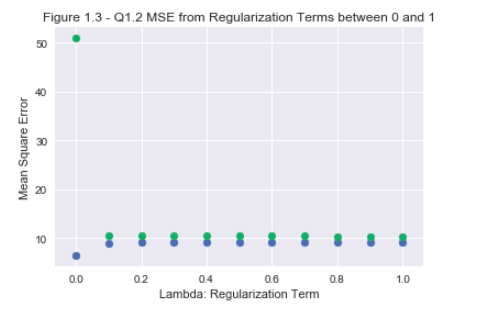 Figure 1.3 - Q1.2 MSE from Regularization Terms between 0 and 1
50
40
30
20
10
Mean Square Error
0.0 0.2 0.4 0.6 0.8 1.0
Lambda: Regularization Term